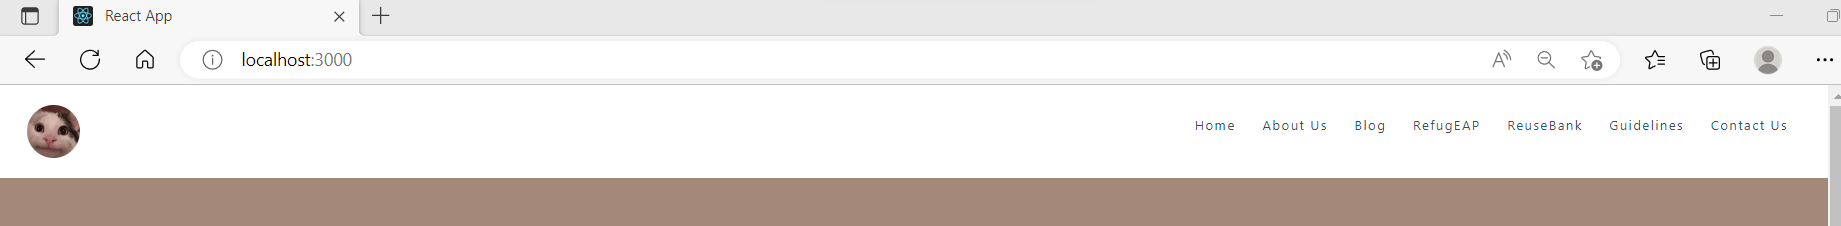 React App
localhost:3000
Home About Us Blog RefugEAP ReuseBank Guidelines Contact Us